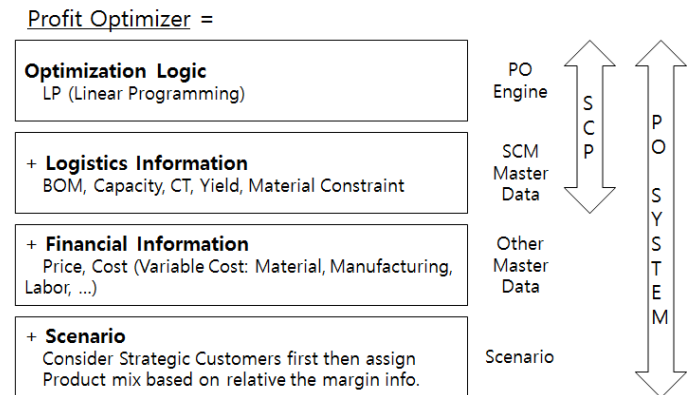 Profit Optimizer =
Optimization Logic
LP (Linear Programming)
PO
Engine
+ Logistics Information
BOM, Capacity, CT, Yield, Material Constraint
SCM
Master
Data
+ Financial Information
Price, Cost (Variable Cost: Material, Manufacturing,
Labor, ...)
Other
Master
Data
+ Scenario
Consider Strategic Customers first then assign
Product mix based on relative the margin info.
Scenario
SCP
PO SYSTEM